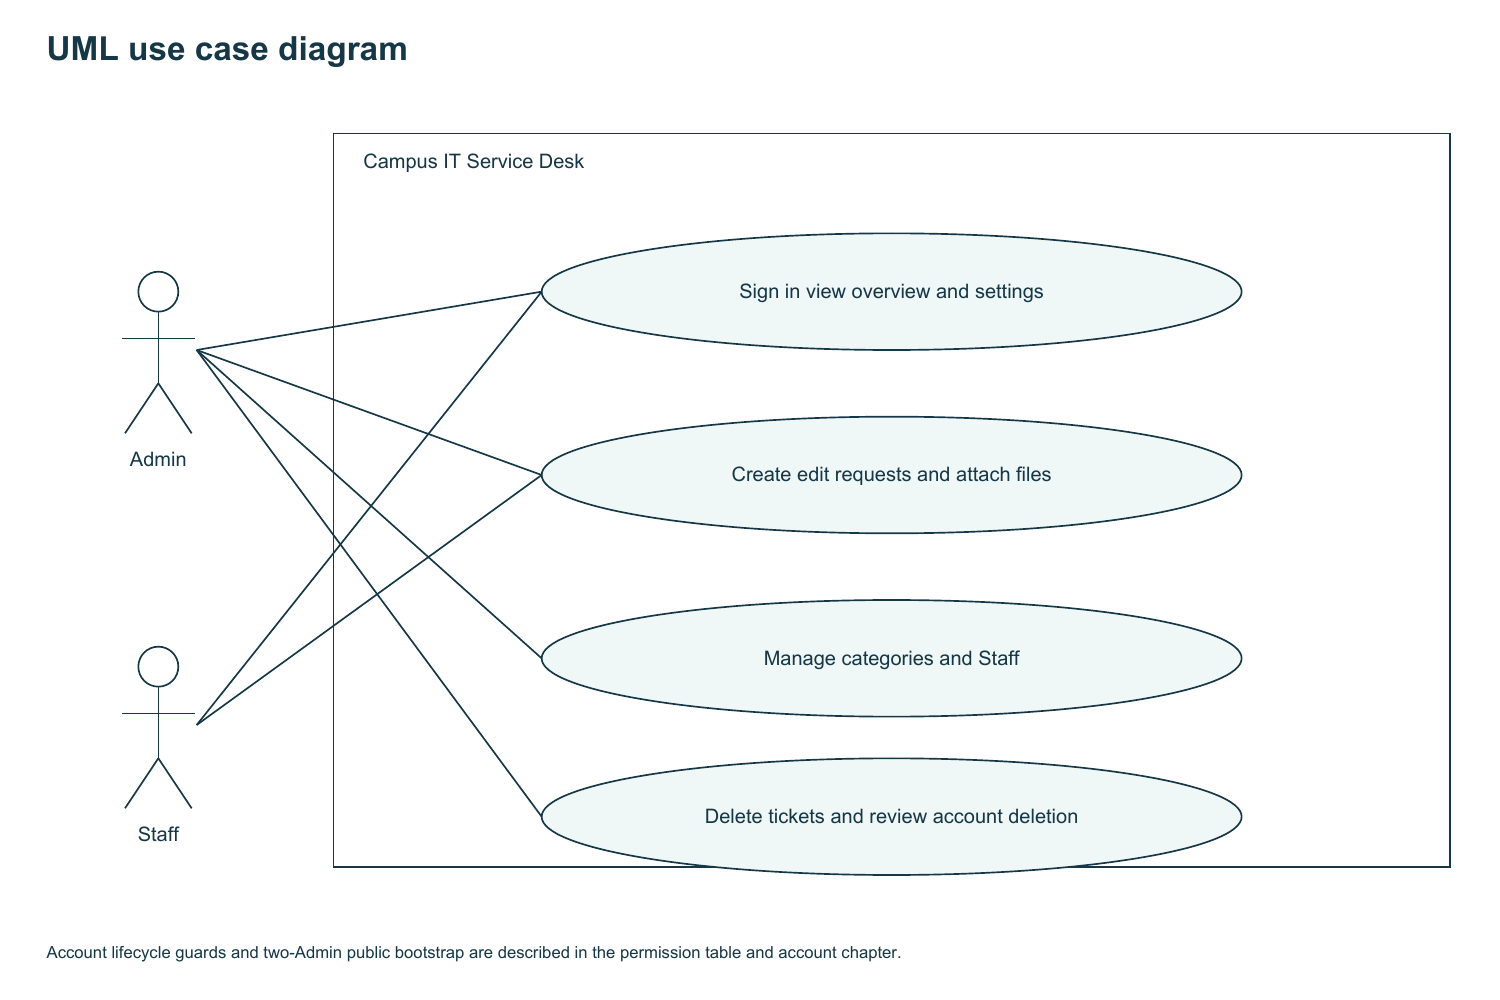 UML use case diagram
Campus IT Service Desk
Sign in view overview and settings
Create edit requests and attach files
Admin
Manage categories and Staff
Delete tickets and review account deletion
Staff
Account lifecycle guards and two-Admin public bootstrap are described in the permission table and account chapter.